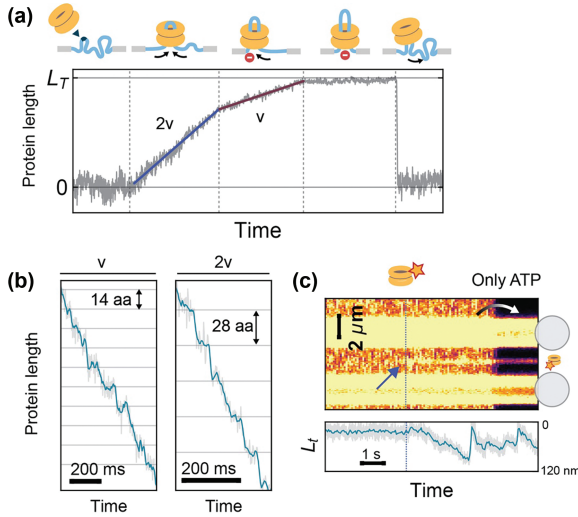 (a)
L_T
2v
v
0
Protein length
Time
(b)
v
2v
14 aa
28 aa
Protein length
200 ms
200 ms
Time
Time
(c)
Only ATP
2 μm
L_t
0
1 s
120 nm
Time